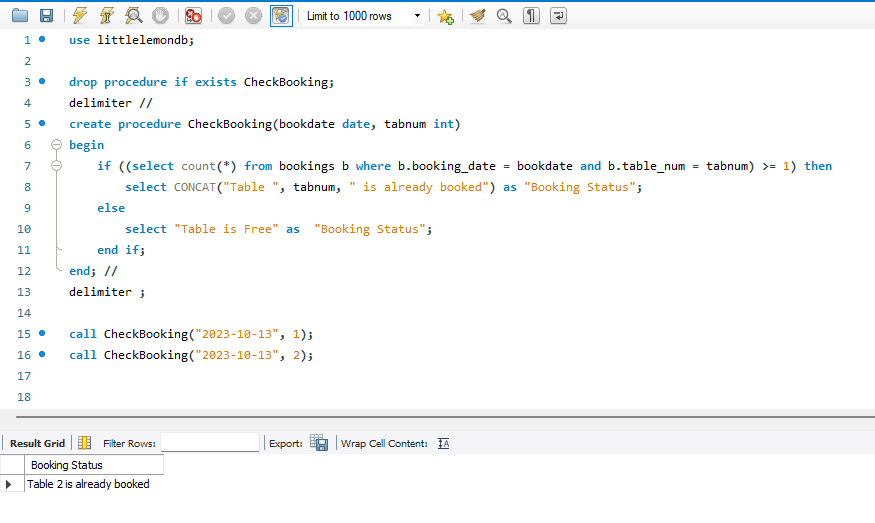 Limit to 1000 rows
1 use littlelemondb;
2
3 drop procedure if exists CheckBooking;
4 delimiter //
5 create procedure CheckBooking(bookdate date, tabnum int)
6 begin
7 if ((select count(*) from bookings b where b.booking_date = bookdate and b.table_num = tabnum) >= 1) then
8 select CONCAT("Table ", tabnum, " is already booked") as "Booking Status";
9 else
10 select "Table is Free" as  "Booking Status";
11 end if;
12 end; //
13 delimiter ;
14
15 call CheckBooking("2023-10-13", 1);
16 call CheckBooking("2023-10-13", 2);
17
18
Result Grid Filter Rows: Export: Wrap Cell Content:
Booking Status
Table 2 is already booked